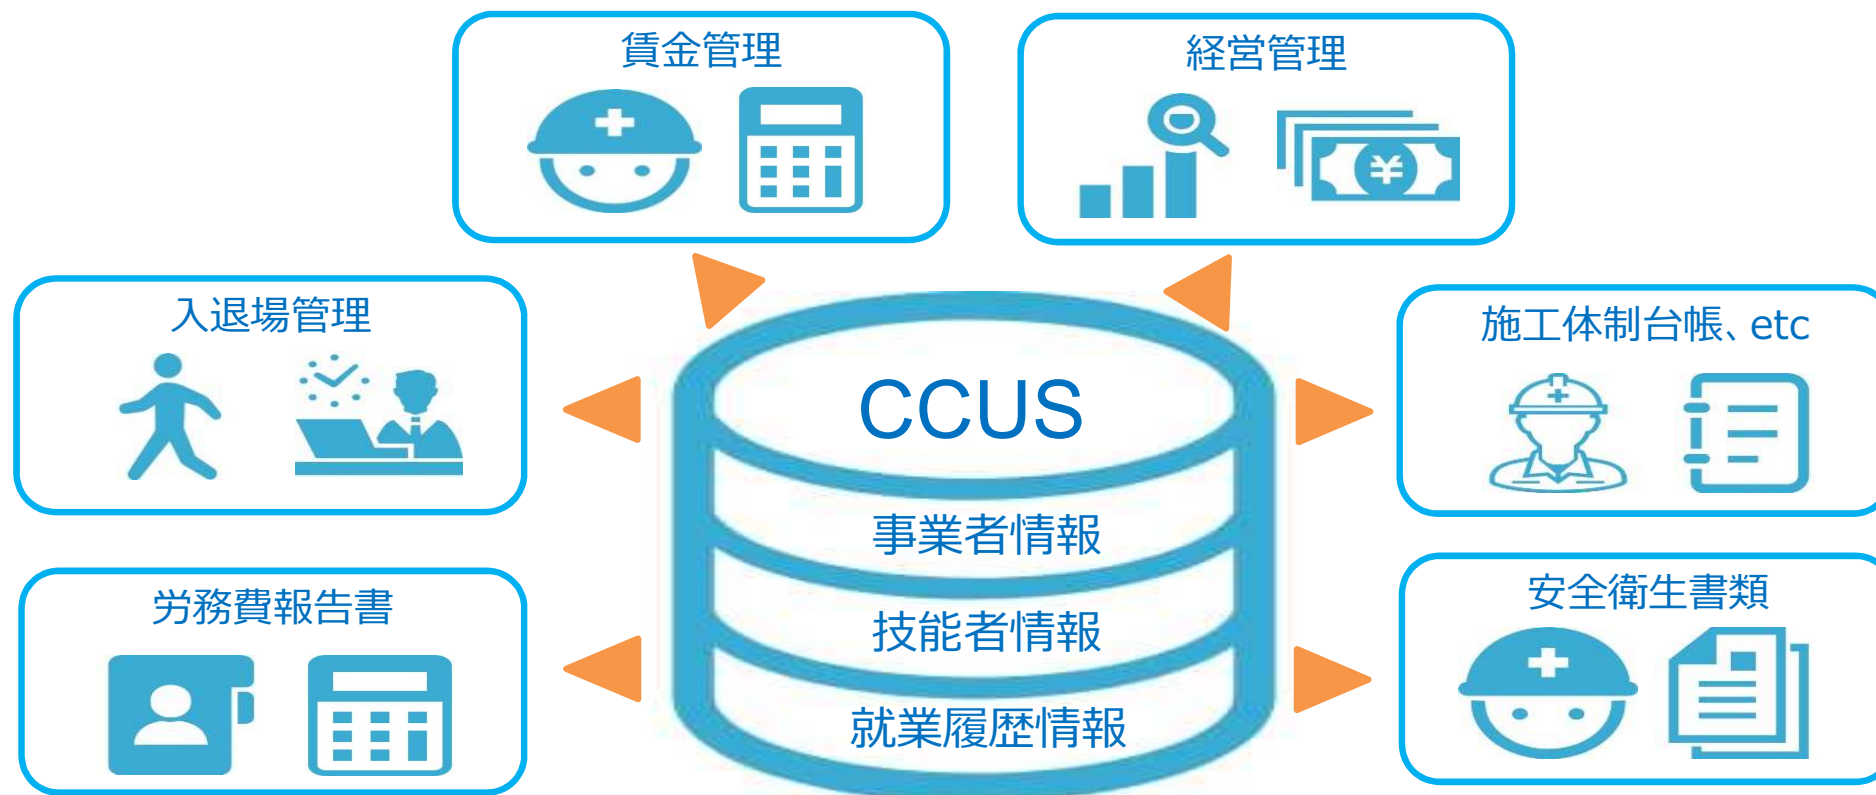 賃金管理
経営管理
入退場管理
施工体制台帳、etc
CCUS
事業者情報
技能者情報
就業履歴情報
労務費報告書
安全衛生書類